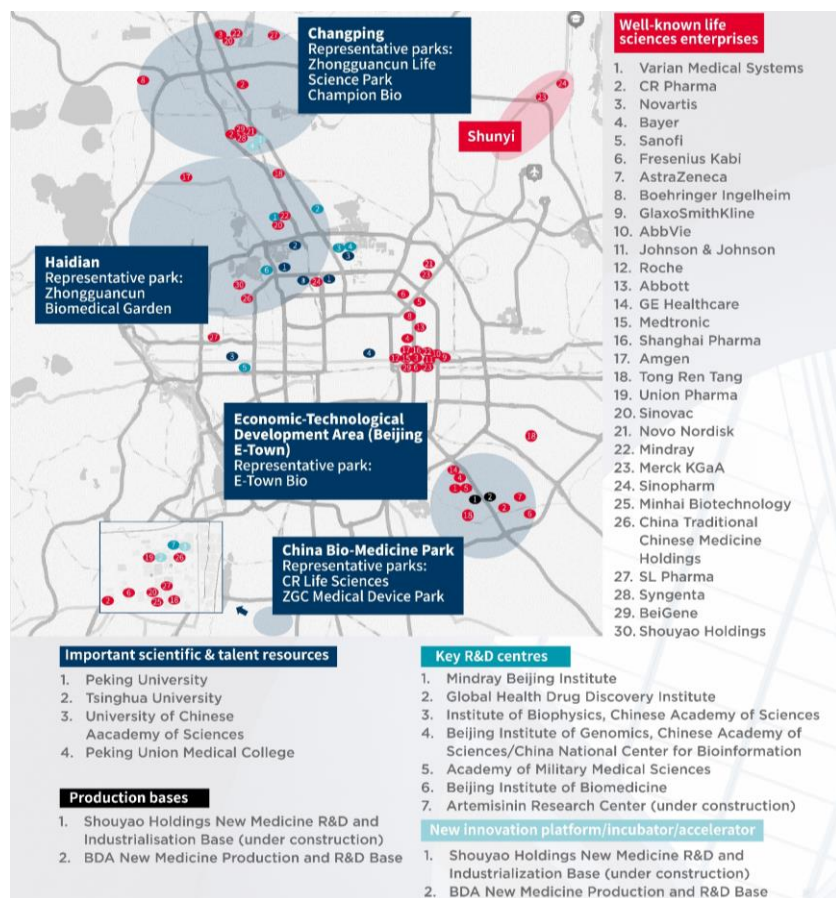 Changping
Representative parks:
Zhongguancun Life
Science Park
Champion Bio
Shunyi
Haidian
Representative park:
Zhongguancun
Biomedical Garden
Economic-Technological
Development Area (Beijing
E-Town)
Representative park:
E-Town Bio
China Bio-Medicine Park
Representative parks:
CR Life Sciences
ZGC Medical Device Park
Well-known life
sciences enterprises
1. Varian Medical Systems
2. CR Pharma
3. Novartis
4. Bayer
5. Sanofi
6. Fresenius Kabi
7. AstraZeneca
8. Boehringer Ingelheim
9. GlaxoSmithKline
10. AbbVie
11. Johnson & Johnson
12. Roche
13. Abbott
14. GE Healthcare
15. Medtronic
16. Shanghai Pharma
17. Amgen
18. Tong Ren Tang
19. Union Pharma
20. Sinovac
21. Novo Nordisk
22. Mindray
23. Merck KGaA
24. Sinopharm
25. Minhai Biotechnology
26. China Traditional
Chinese Medicine
Holdings
27. SL Pharma
28. Syngenta
29. BeiGene
30. Shouyao Holdings
Important scientific & talent resources
1. Peking University
2. Tsinghua University
3. University of Chinese
Aacademy of Sciences
4. Peking Union Medical College
Production bases
1. Shouyao Holdings New Medicine R&D and
Industrialisation Base (under construction)
2. BDA New Medicine Production and R&D Base
Key R&D centres
1. Mindray Beijing Institute
2. Global Health Drug Discovery Institute
3. Institute of Biophysics, Chinese Academy of Sciences
4. Beijing Institute of Genomics, Chinese Academy of
Sciences/China National Center for Bioinformation
5. Academy of Military Medical Sciences
6. Beijing Institute of Biomedicine
7. Artemisinin Research Center (under construction)
New innovation platform/incubator/accelerator
1. Shouyao Holdings New Medicine R&D and
Industrialization Base (under construction)
2. BDA New Medicine Production and R&D Base